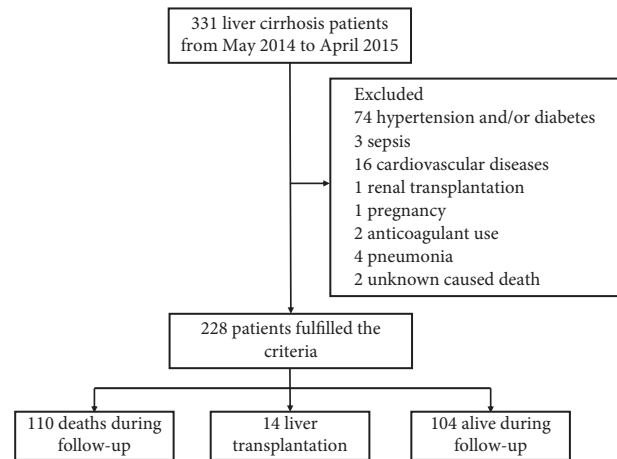 331 liver cirrhosis patients
from May 2014 to April 2015
Excluded
74 hypertension and/or diabetes
3 sepsis
16 cardiovascular diseases
1 renal transplantation
1 pregnancy
2 anticoagulant use
4 pneumonia
2 unknown caused death
228 patients fulfilled the
criteria
110 deaths during
follow-up
14 liver
transplantation
104 alive during
follow-up